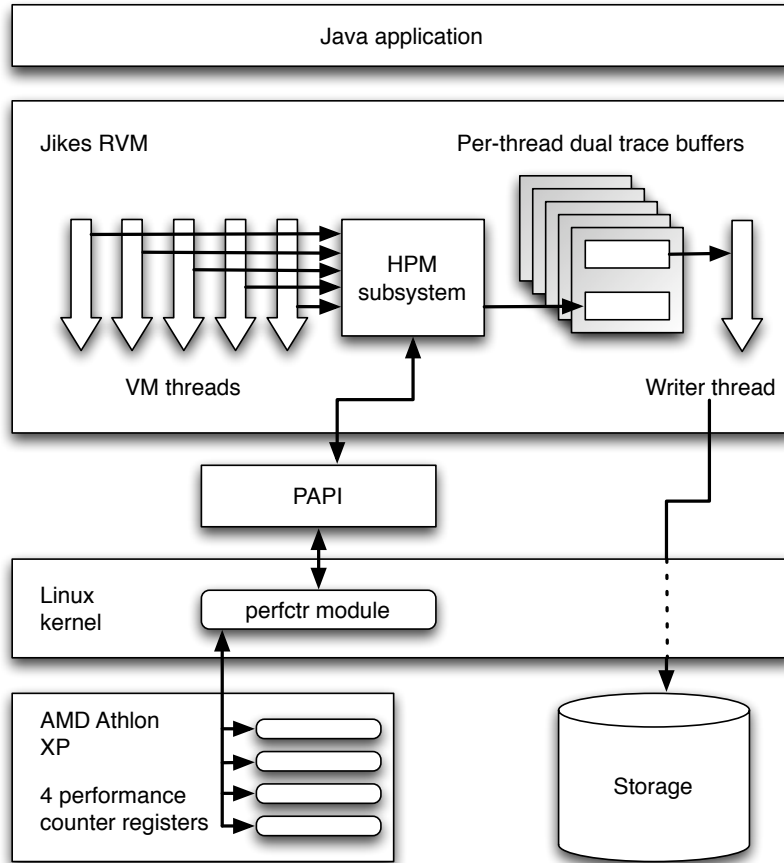 Java application
Jikes RVM
Per-thread dual trace buffers
HPM
subsystem
VM threads
Writer thread
PAPI
Linux
kernel
perfctr module
AMD Athlon
XP
4 performance
counter registers
Storage